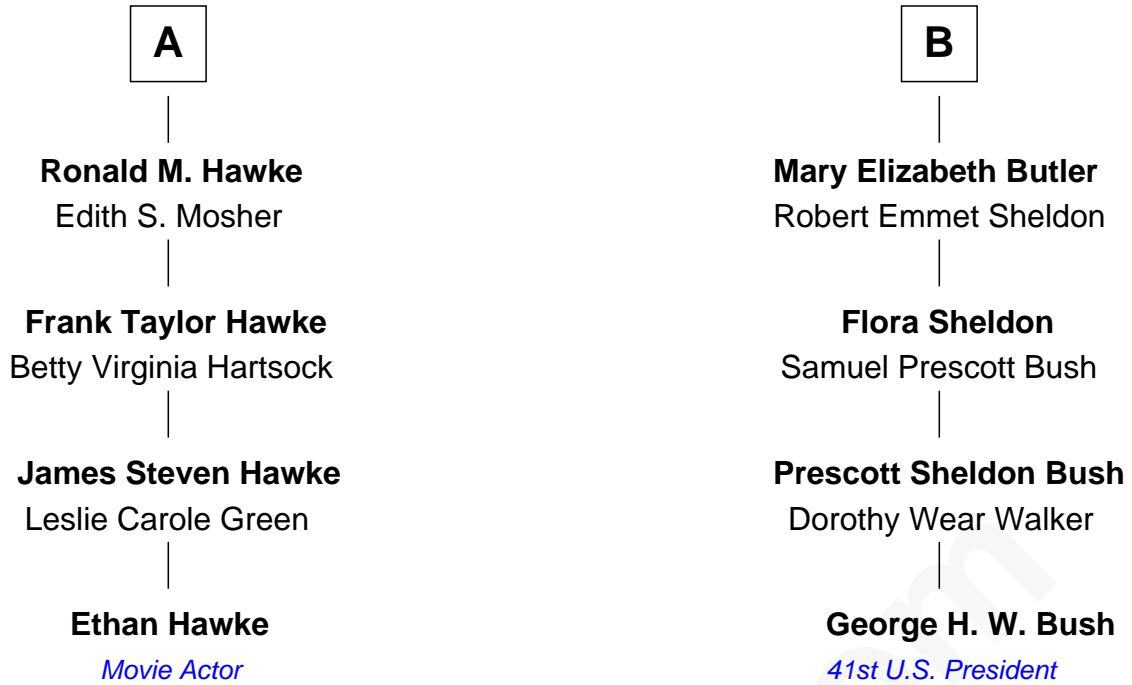 A
Ronald M. Hawke
Edith S. Mosher
Frank Taylor Hawke
Betty Virginia Hartsock
James Steven Hawke
Leslie Carole Green
Ethan Hawke
Movie Actor
B
Mary Elizabeth Butler
Robert Emmet Sheldon
Flora Sheldon
Samuel Prescott Bush
Prescott Sheldon Bush
Dorothy Wear Walker
George H. W. Bush
41st U.S. President